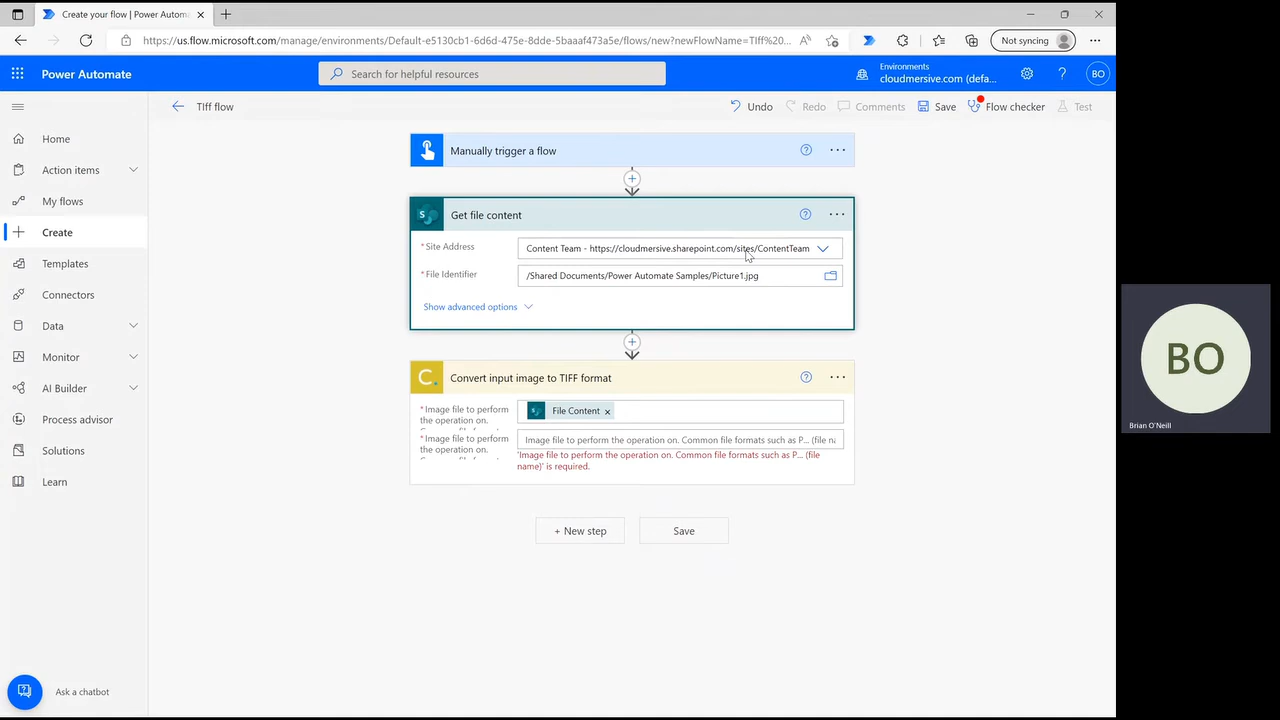 Create your flow | Power Autom
https://us.flow.microsoft.com/manage/environments/Default-e5130cb1-6d6d-475e-8dde-5baaaf473a5e/flows/new?newFlowName=TIff%20...
Not syncing
Power Automate
Search for helpful resources
Environments
cloudmersive.com (defa...
BO
TIff flow
Undo
Redo
Comments
Save
Flow checker
Test
Home
Action items
My flows
Create
Templates
Connectors
Data
Monitor
AI Builder
Process advisor
Solutions
Learn
Ask a chatbot
Manually trigger a flow
Get file content
* Site Address
Content Team - https://cloudmersive.sharepoint.com/sites/ContentTeam
* File Identifier
/Shared Documents/Power Automate Samples/Picture1.jpg
Show advanced options
C.
Convert input image to TIFF format
* Image file to perform
the operation on.
File Content
* Image file to perform
the operation on.
Image file to perform the operation on. Common file formats such as P... (file na
'Image file to perform the operation on. Common file formats such as P... (file
name)' is required.
+ New step
Save
BO
Brian O'Neill